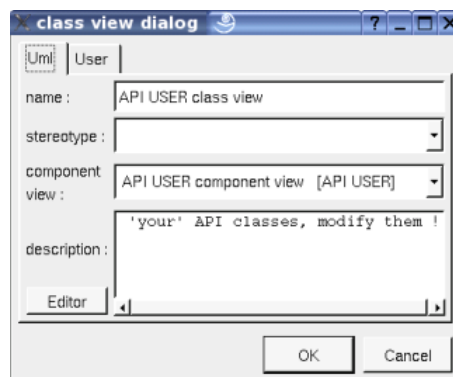 class view dialog
Uml User
name : API USER class view
stereotype :
component view : API USER component view [API USER]
description : 'your' API classes, modify them !
Editor
OK Cancel